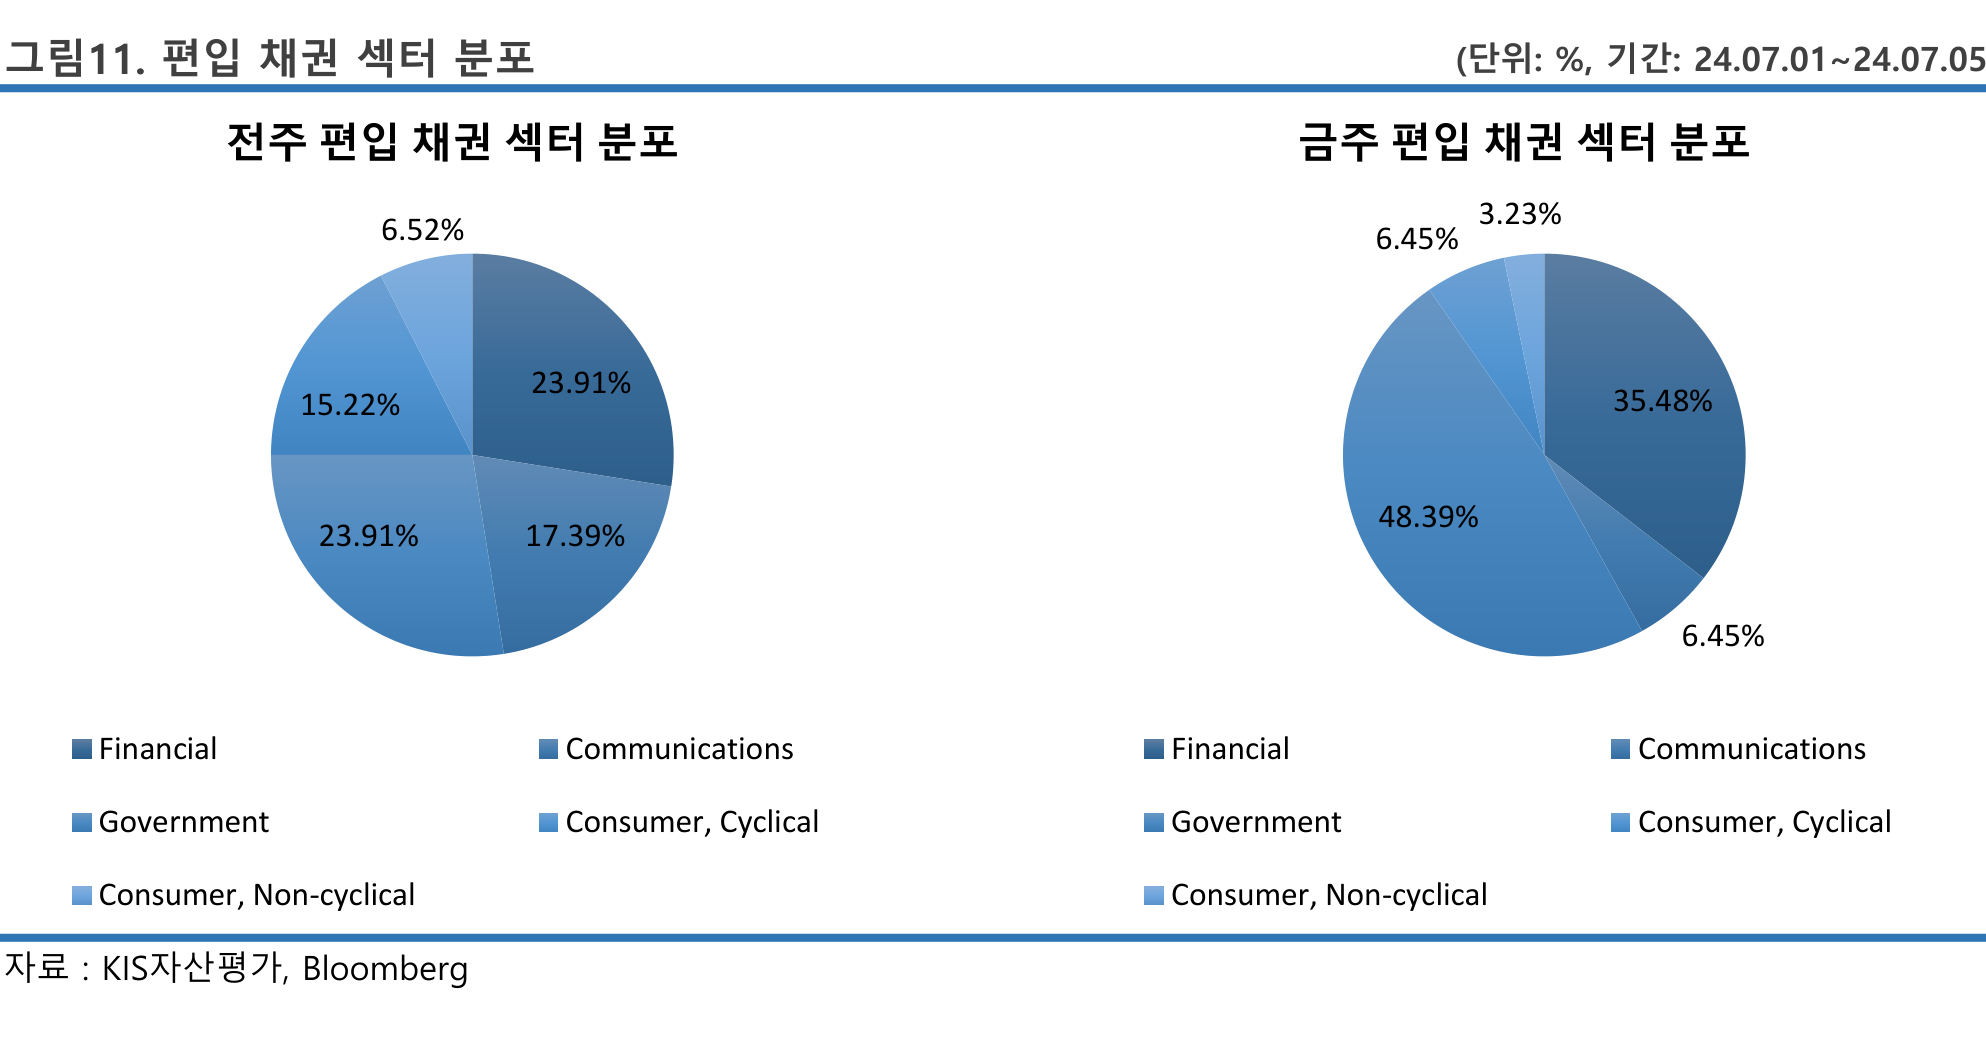 그림11. 편입 채권 섹터 분포
(단위: %, 기간: 24.07.01~24.07.05
전주 편입 채권 섹터 분포
6.52%
23.91%
15.22%
23.91%
17.39%
Financial
Communications
Government
Consumer, Cyclical
Consumer, Non-cyclical
금주 편입 채권 섹터 분포
3.23%
6.45%
35.48%
48.39%
6.45%
Financial
Communications
Government
Consumer, Cyclical
Consumer, Non-cyclical
자료 : KIS자산평가, Bloomberg